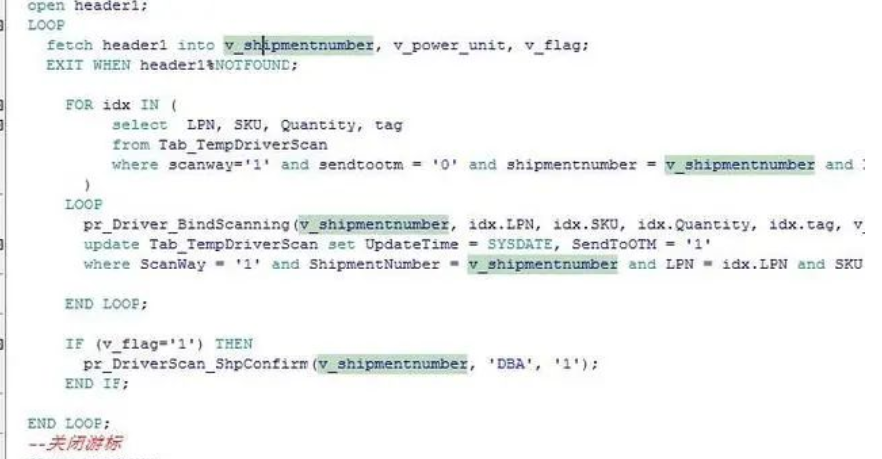 open header1;
LOOP
fetch header1 into v_shipmentnumber, v_power_unit, v_flag;
EXIT WHEN header1%NOTFOUND;
FOR idx IN (
select LPN, SKU, Quantity, tag
from Tab_TempDriverScan
where scanway='1' and sendtootm = '0' and shipmentnumber = v_shipmentnumber and
)
LOOP
pr_Driver_BindScanning(v_shipmentnumber, idx.LPN, idx.SKU, idx.Quantity, idx.tag, v_
update Tab_TempDriverScan set UpdateTime = SYSDATE, SendToOTM = '1'
where ScanWay = '1' and ShipmentNumber = v_shipmentnumber and LPN = idx.LPN and SKU
END LOOP;
IF (v_flag='1') THEN
pr_DriverScan_ShpConfirm(v_shipmentnumber, 'DBA', '1');
END IF;
END LOOP;
--关闭游标